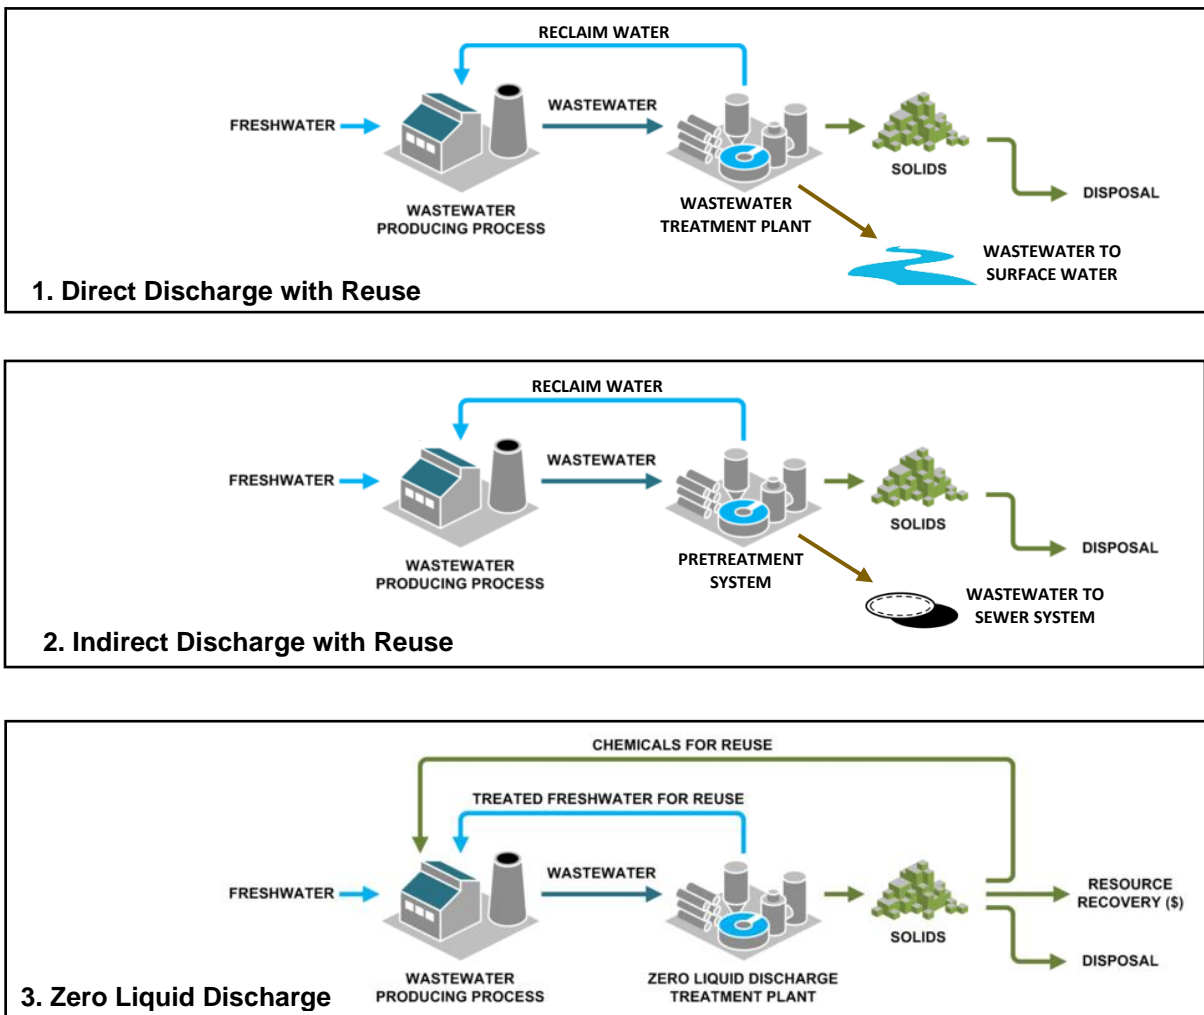 RECLAIM WATER
FRESHWATER
WASTEWATER
SOLIDS
DISPOSAL
WASTEWATER
PRODUCING PROCESS
WASTEWATER
TREATMENT PLANT
WASTEWATER TO
SURFACE WATER
1. Direct Discharge with Reuse
RECLAIM WATER
FRESHWATER
WASTEWATER
SOLIDS
DISPOSAL
WASTEWATER
PRODUCING PROCESS
PRETREATMENT
SYSTEM
WASTEWATER TO
SEWER SYSTEM
2. Indirect Discharge with Reuse
CHEMICALS FOR REUSE
TREATED FRESHWATER FOR REUSE
FRESHWATER
WASTEWATER
SOLIDS
RESOURCE
RECOVERY ($)
DISPOSAL
WASTEWATER
PRODUCING PROCESS
ZERO LIQUID DISCHARGE
TREATMENT PLANT
3. Zero Liquid Discharge